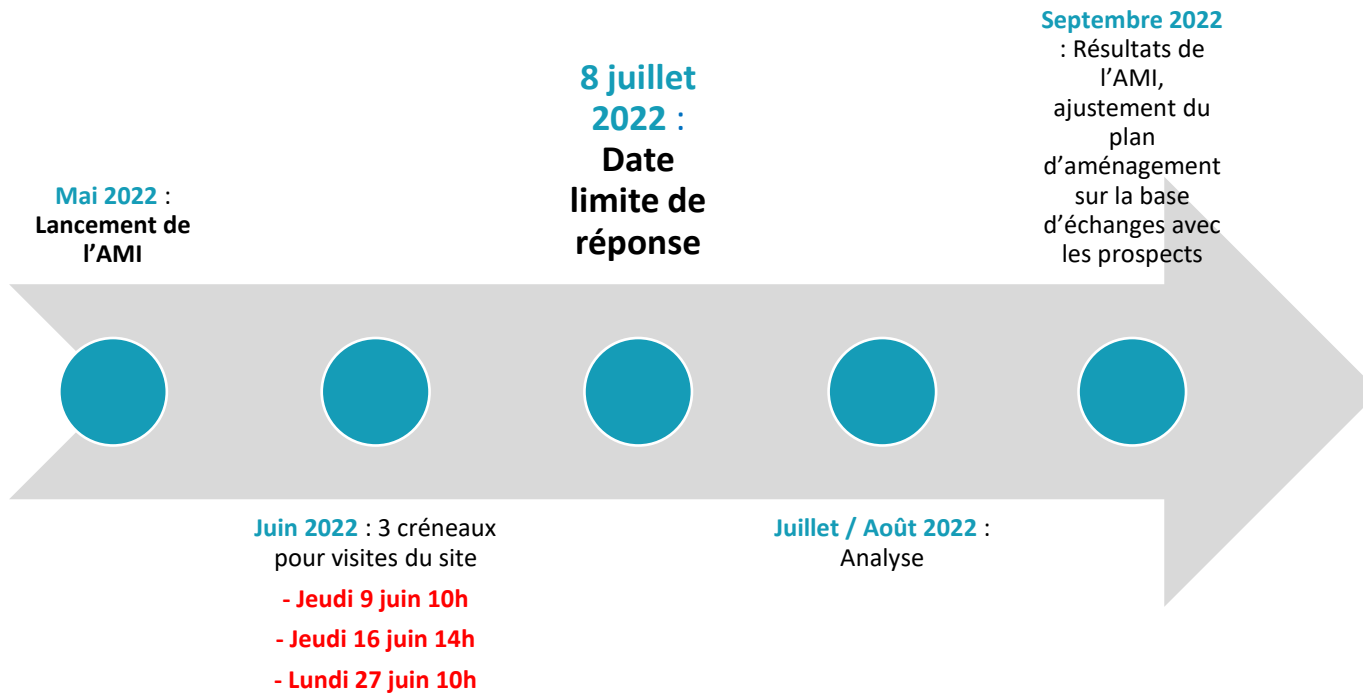 Mai 2022 :
Lancement de
l’AMI
Juin 2022 : 3 créneaux
pour visites du site
- Jeudi 9 juin 10h
- Jeudi 16 juin 14h
- Lundi 27 juin 10h
8 juillet
2022 :
Date
limite de
réponse
Juillet / Août 2022 :
Analyse
Septembre 2022
: Résultats de
l’AMI,
ajustement du
plan
d’aménagement
sur la base
d’échanges avec
les prospects